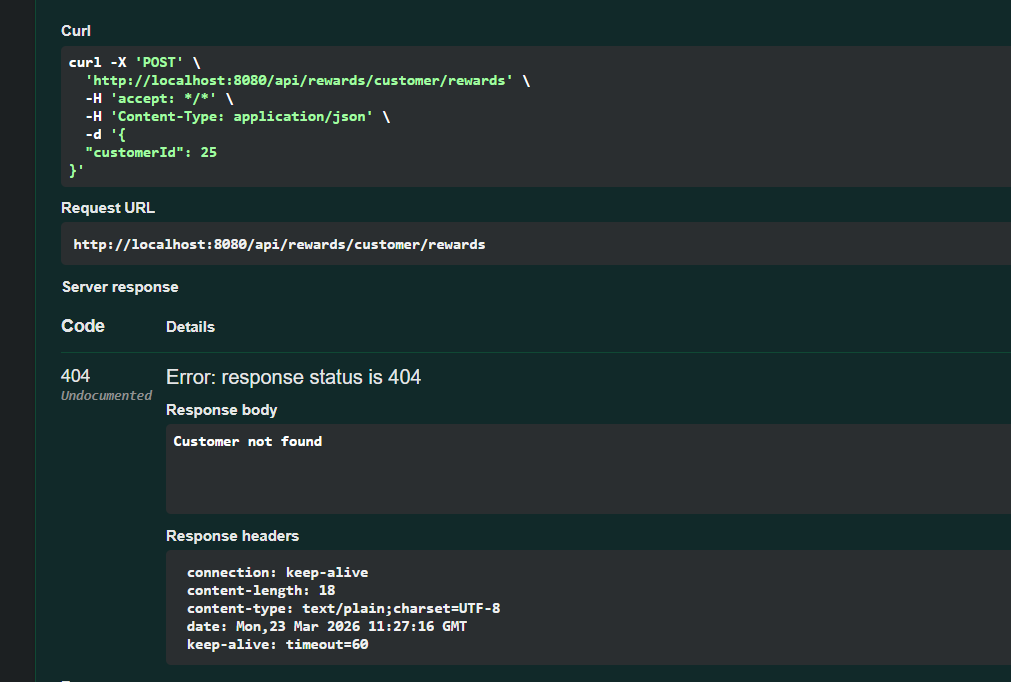 Curl
curl -X 'POST' \
'http://localhost:8080/api/rewards/customer/rewards' \
-H 'accept: */*' \
-H 'Content-Type: application/json' \
-d '{
"customerId": 25
}'
Request URL
http://localhost:8080/api/rewards/customer/rewards
Server response
Code Details
404 Error: response status is 404
Undocumented
Response body
Customer not found
Response headers
connection: keep-alive
content-length: 18
content-type: text/plain;charset=UTF-8
date: Mon,23 Mar 2026 11:27:16 GMT
keep-alive: timeout=60